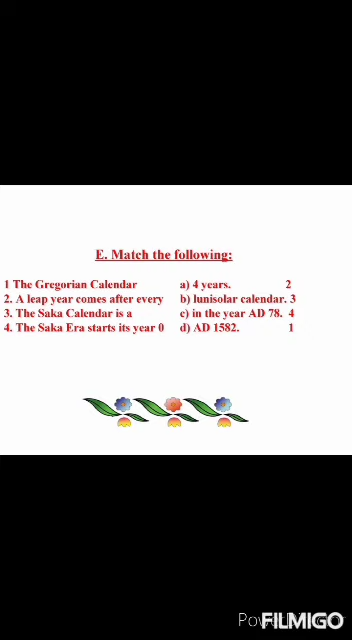 E. Match the following:
1 The Gregorian Calendar a) 4 years. 2
2. A leap year comes after every b) lunisolar calendar. 3
3. The Saka Calendar is a c) in the year AD 78. 4
4. The Saka Era starts its year 0 d) AD 1582. 1
FILMIGO